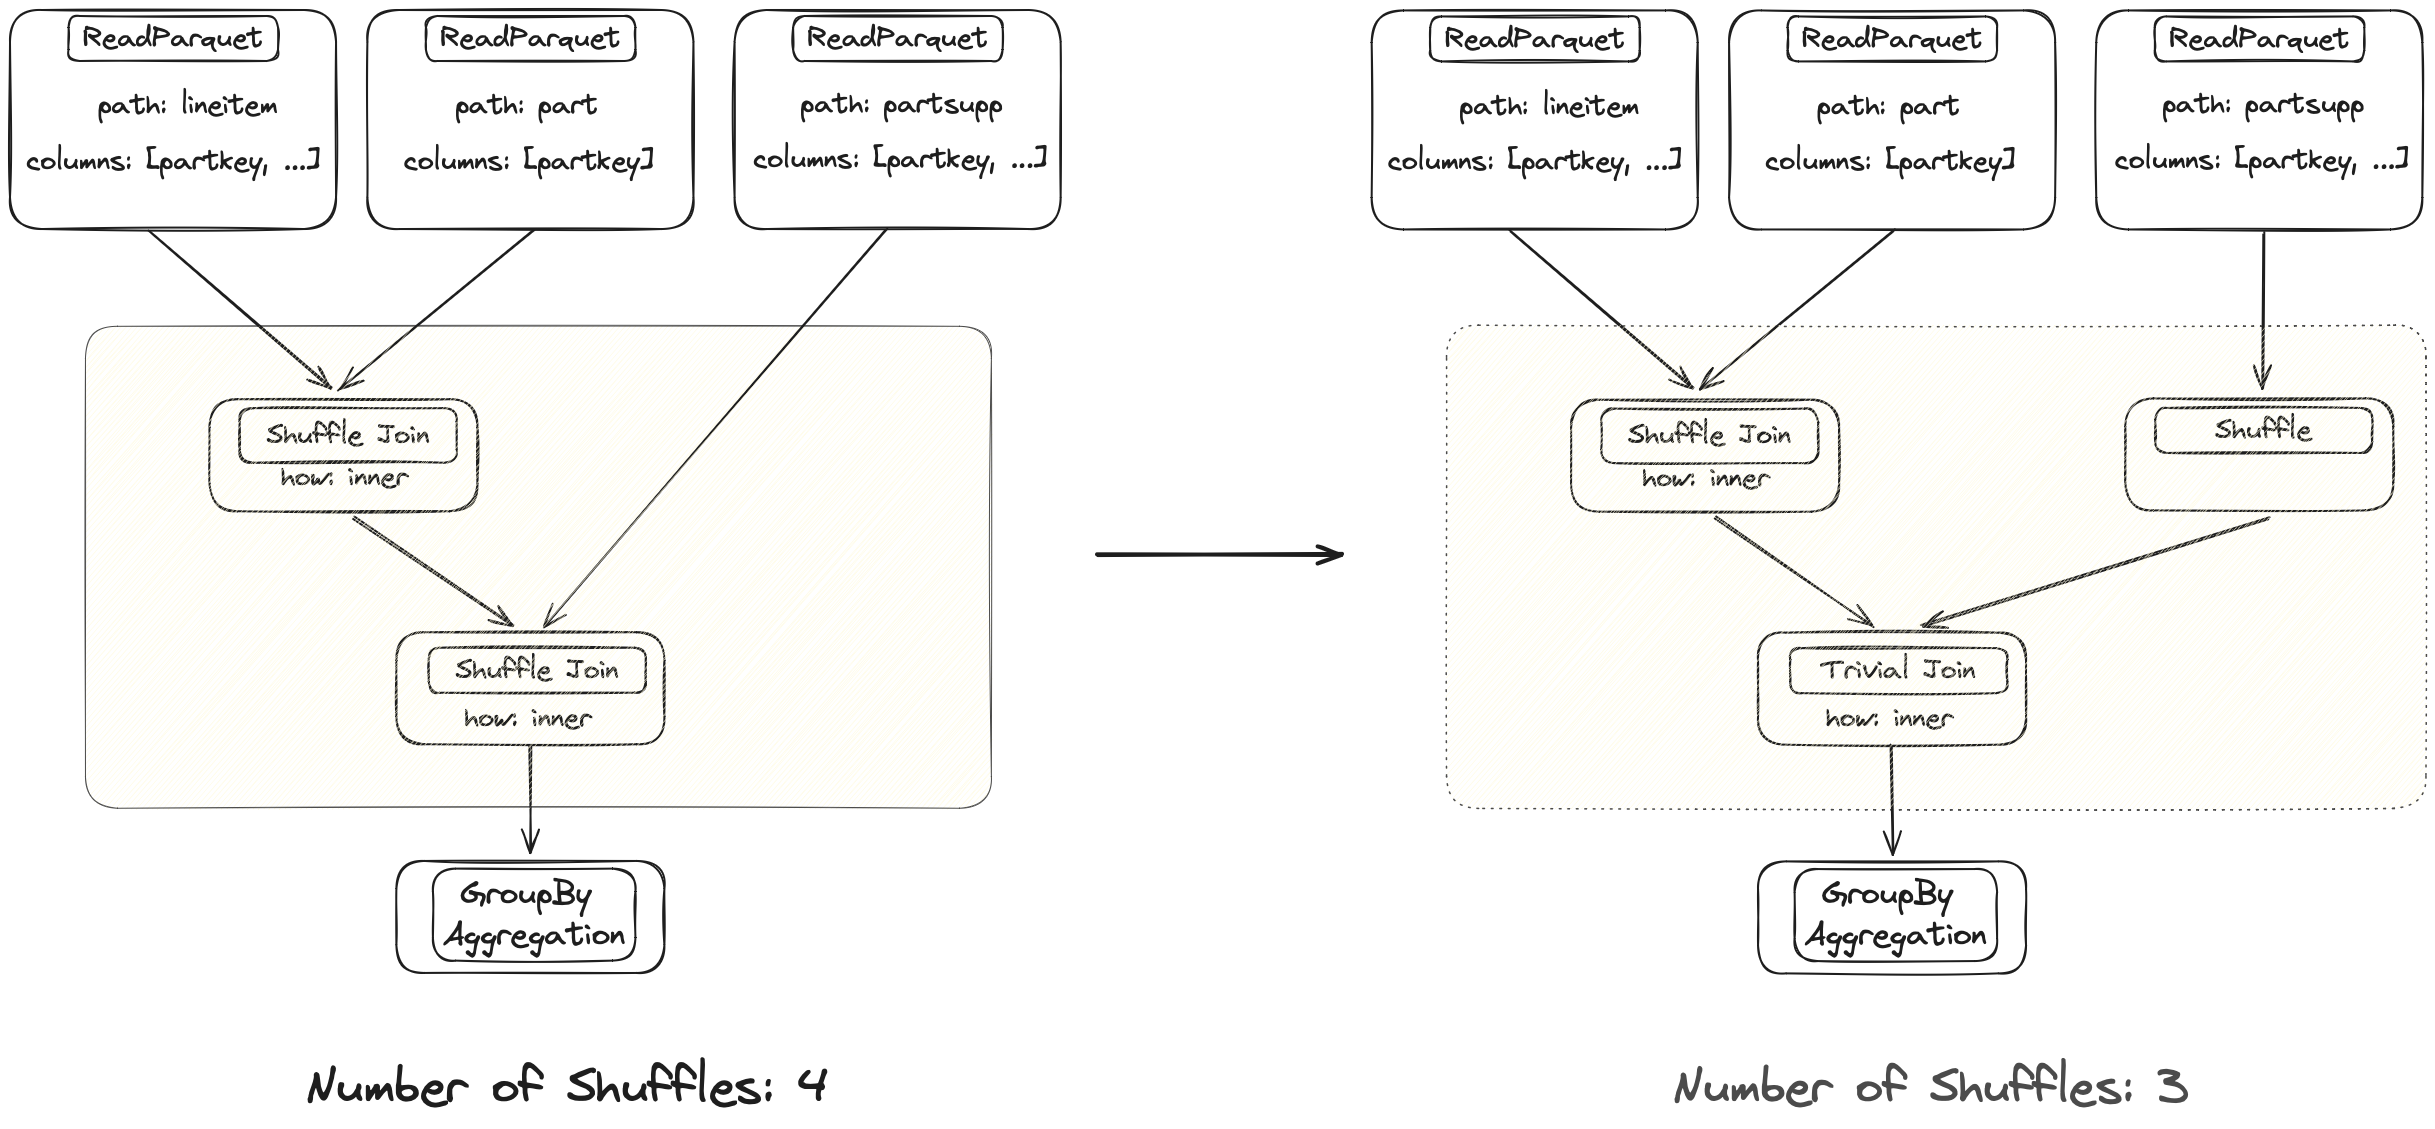 ReadParquet
path: lineitem
columns: [partkey, ...]
ReadParquet
path: part
columns: [partkey]
ReadParquet
path: partsupp
columns: [partkey, ...]
Shuffle Join
how: inner
Shuffle Join
how: inner
GroupBy
Aggregation
Number of Shuffles: 4
ReadParquet
path: lineitem
columns: [partkey, ...]
ReadParquet
path: part
columns: [partkey]
ReadParquet
path: partsupp
columns: [partkey, ...]
Shuffle Join
how: inner
Shuffle
Trivial Join
how: inner
GroupBy
Aggregation
Number of Shuffles: 3